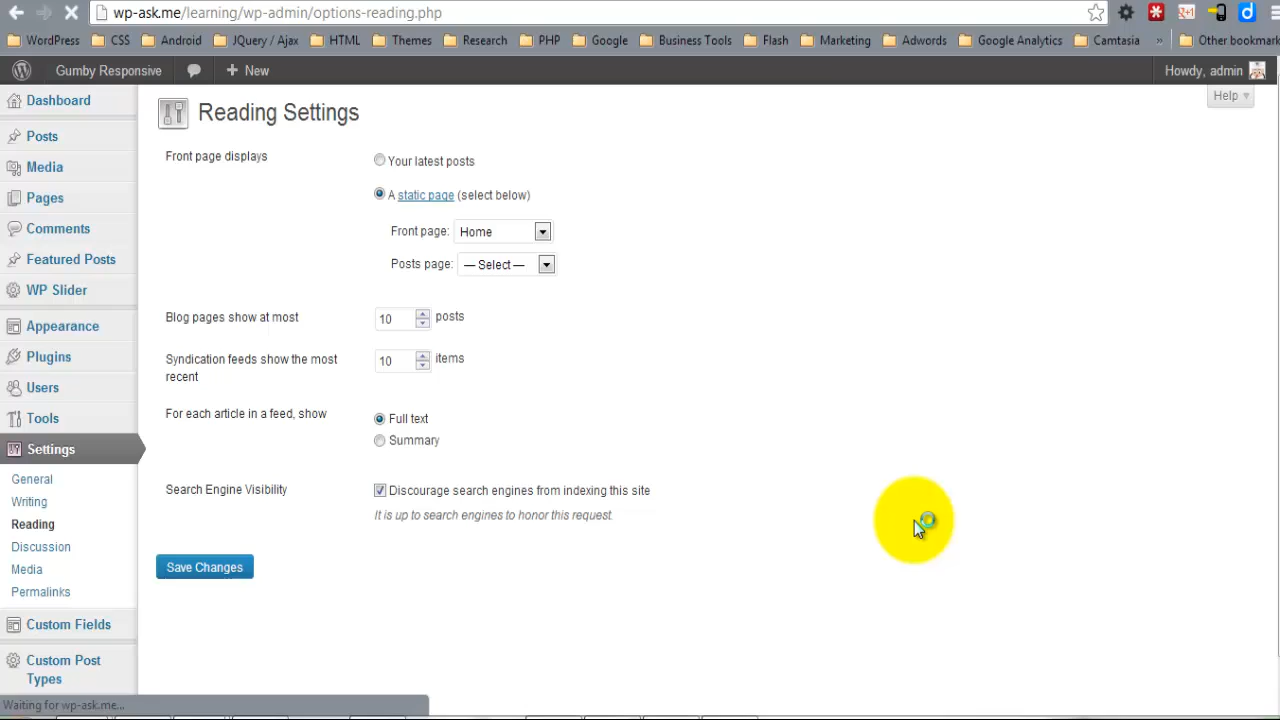 wp-ask.me/learning/wp-admin/options-reading.php
WordPress CSS Android JQuery / Ajax HTML Themes Research PHP Google Business Tools Flash Marketing Adwords Google Analytics Camtasia » Other bookmark
Gumby Responsive + New Howdy, admin
Dashboard
Help
Reading Settings
Posts
Front page displays
Your latest posts
Media
A static page (select below)
Pages
Front page: Home
Comments
Posts page: — Select —
Featured Posts
WP Slider
Blog pages show at most 10 posts
Appearance
Plugins
Syndication feeds show the most
recent
10 items
Users
For each article in a feed, show
Full text
Tools
Summary
Settings
General
Search Engine Visibility
Discourage search engines from indexing this site
Writing
It is up to search engines to honor this request.
Reading
Discussion
Media
Save Changes
Permalinks
Custom Fields
Custom Post
Types
Waiting for wp-ask.me...